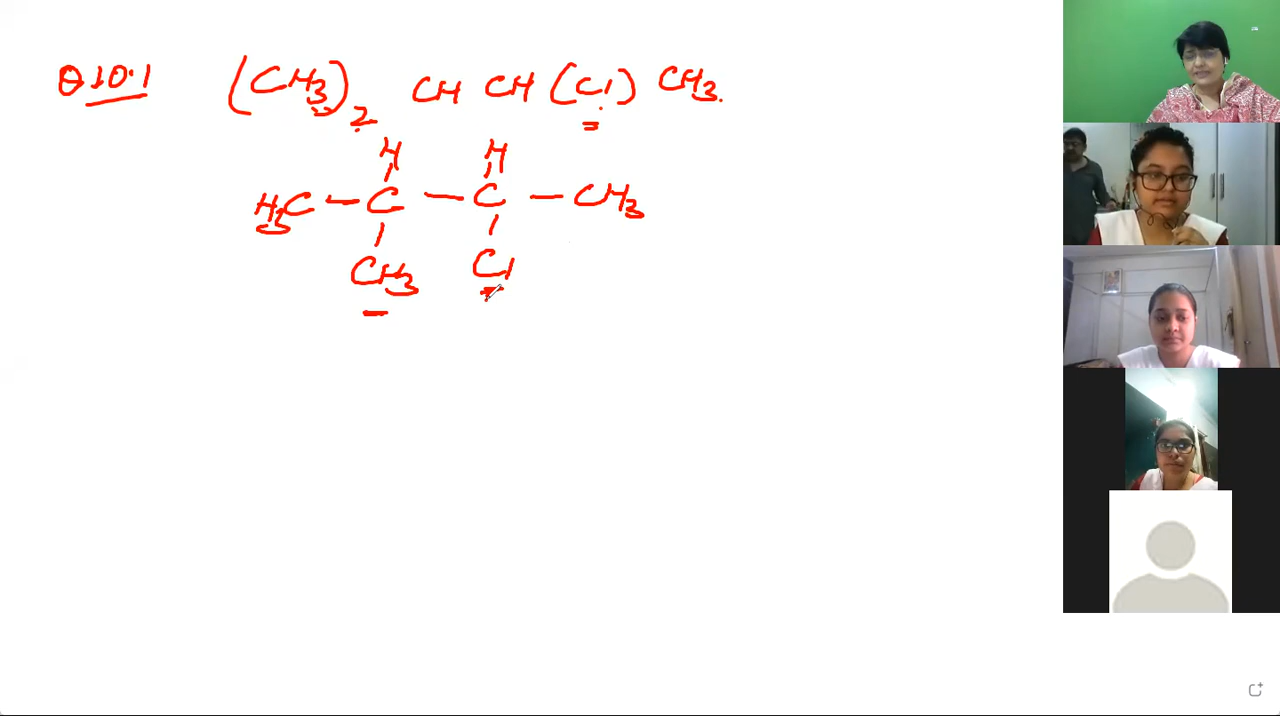 Q10.1 (CH3)2 CH CH (Cl) CH3.
H H
H3C - C - C - CH3
CH3 Cl